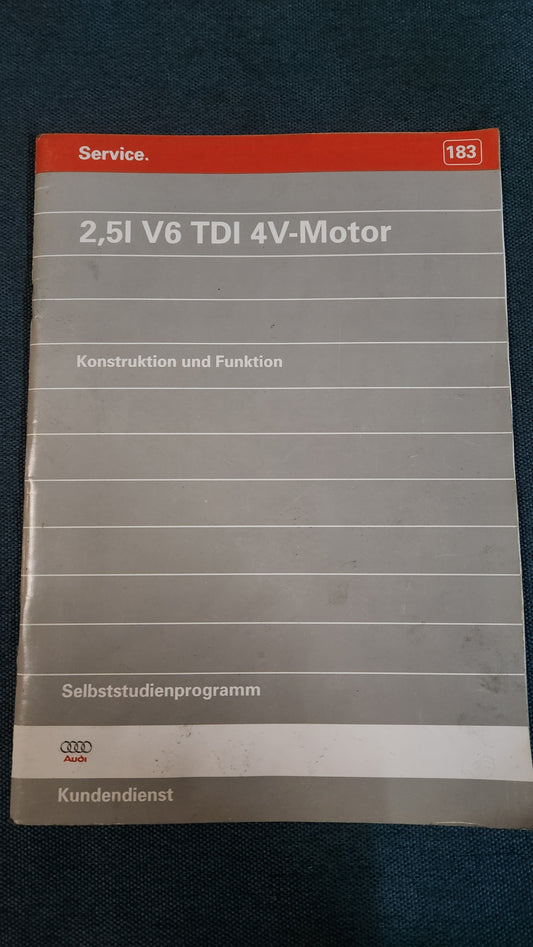 Service.
183
2,5l V6 TDI 4V-Motor
Konstruktion und Funktion
Selbststudienprogramm
Audi
Kundendienst